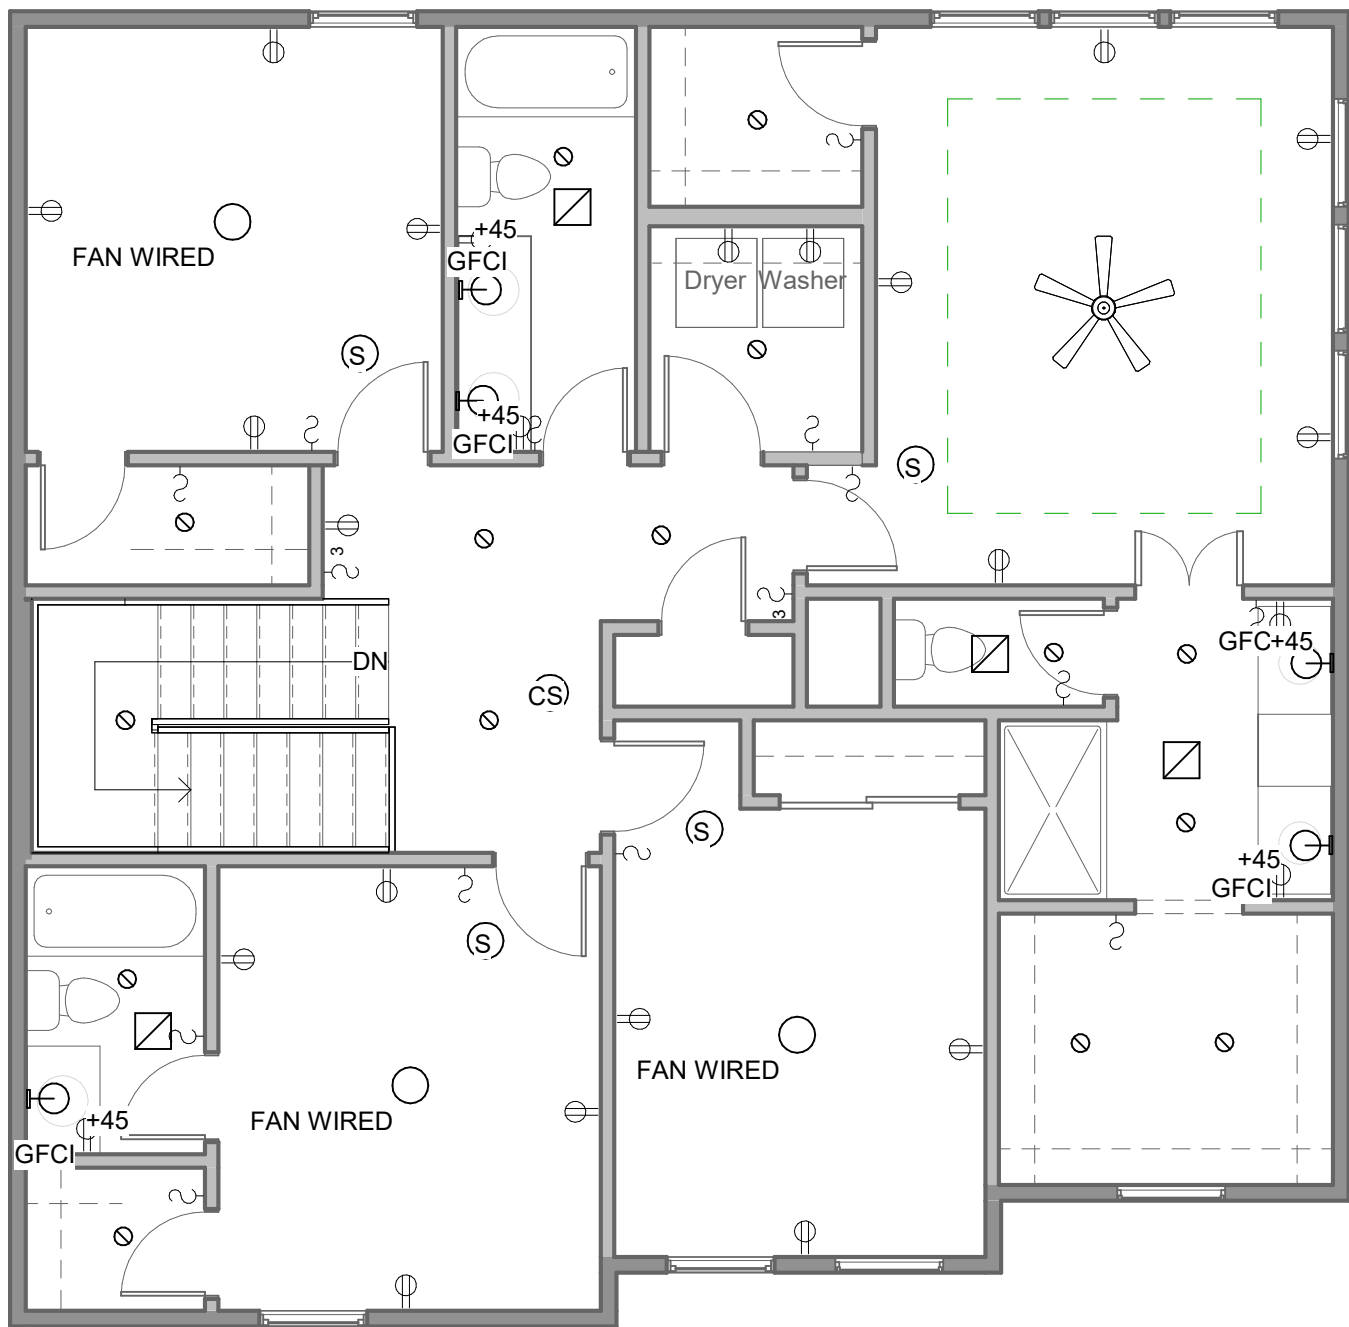 FAN WIRED
+45
GFCI
Dryer
Washer
S
+45
GFCI
S
3
3
GFC+45
DN
CS
S
+45
GFCI
S
FAN WIRED
FAN WIRED
+45
GFCI